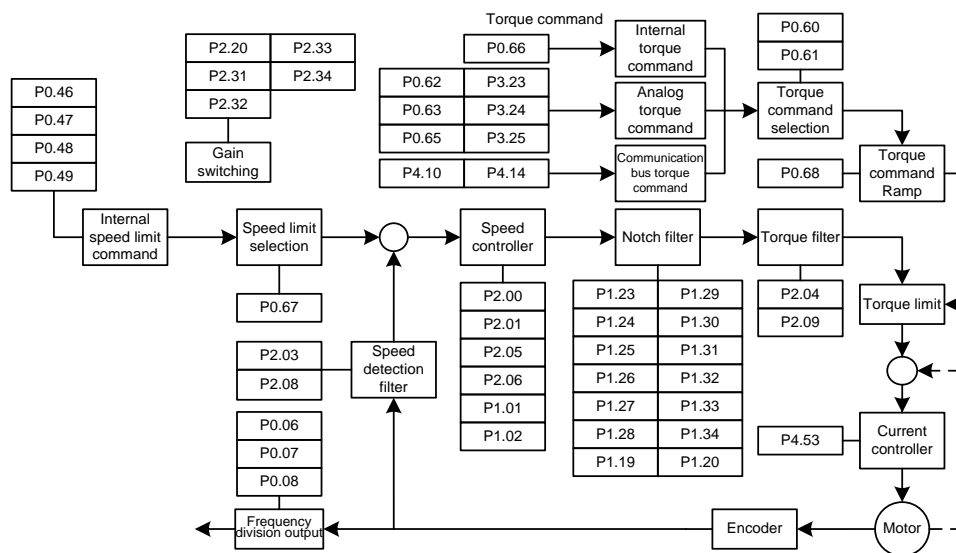 Torque command
P0.66
Internal
torque
command
P0.60
P0.61
P2.20 P2.33
P2.31 P2.34
P2.32
Gain
switching
P0.46
P0.47
P0.48
P0.49
P0.62 P3.23
P0.63 P3.24
P0.65 P3.25
Analog
torque
command
Torque
command
selection
P4.10 P4.14
Communication
bus torque
command
P0.68
Torque
command
Ramp
Internal
speed limit
command
Speed limit
selection
Speed
controller
Notch filter
Torque filter
P0.67
P2.00
P2.01
P2.05
P2.06
P1.01
P1.02
P1.23 P1.29
P1.24 P1.30
P1.25 P1.31
P1.26 P1.32
P1.27 P1.33
P1.28 P1.34
P1.19 P1.20
P2.04
P2.09
Torque limit
P2.03
P2.08
Speed
detection
filter
P0.06
P0.07
P0.08
P4.53
Current
controller
Frequency
division output
Encoder
Motor